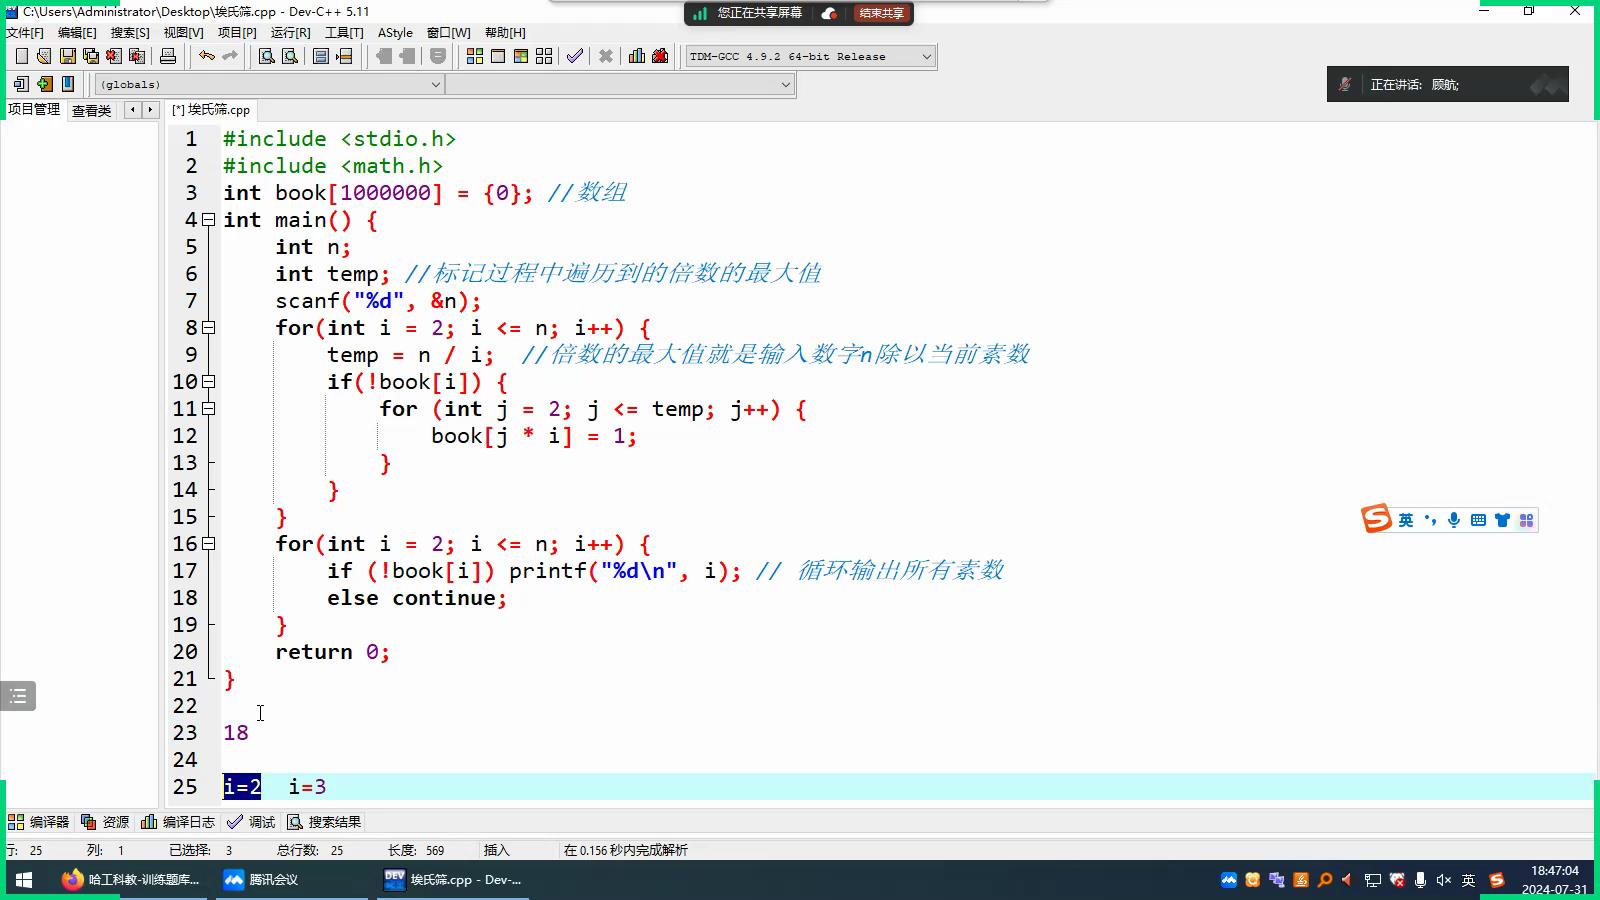 C:\Users\Administrator\Desktop\埃氏筛.cpp - Dev-C++ 5.11
您正在共享屏幕 结束共享
文件[F] 编辑[E] 搜索[S] 视图[V] 项目[P] 运行[R] 工具[T] AStyle 窗口[W] 帮助[H]
TDM-GCC 4.9.2 64-bit Release
(globals)
正在讲话: 顾航;
项目管理 查看类 [*] 埃氏筛.cpp
1 #include <stdio.h>
2 #include <math.h>
3 int book[1000000] = {0}; //数组
4 int main() {
5 int n;
6 int temp; //标记过程中遍历到的倍数的最大值
7 scanf("%d", &n);
8 for(int i = 2; i <= n; i++) {
9 temp = n / i; //倍数的最大值就是输入数字n除以当前素数
10 if(!book[i]) {
11 for (int j = 2; j <= temp; j++) {
12 book[j * i] = 1;
13 }
14 }
15 }
16 for(int i = 2; i <= n; i++) {
17 if (!book[i]) printf("%d\n", i); // 循环输出所有素数
18 else continue;
19 }
20 return 0;
21 }
22
23 18
24
25 i=2 i=3
英
编译器 资源 编译日志 调试 搜索结果
行: 25 列: 1 已选择: 3 总行数: 25 长度: 569 插入 在 0.156 秒内完成解析
哈工科教-训练题库... 腾讯会议 埃氏筛.cpp - Dev-... 英 18:47:04
2024-07-31